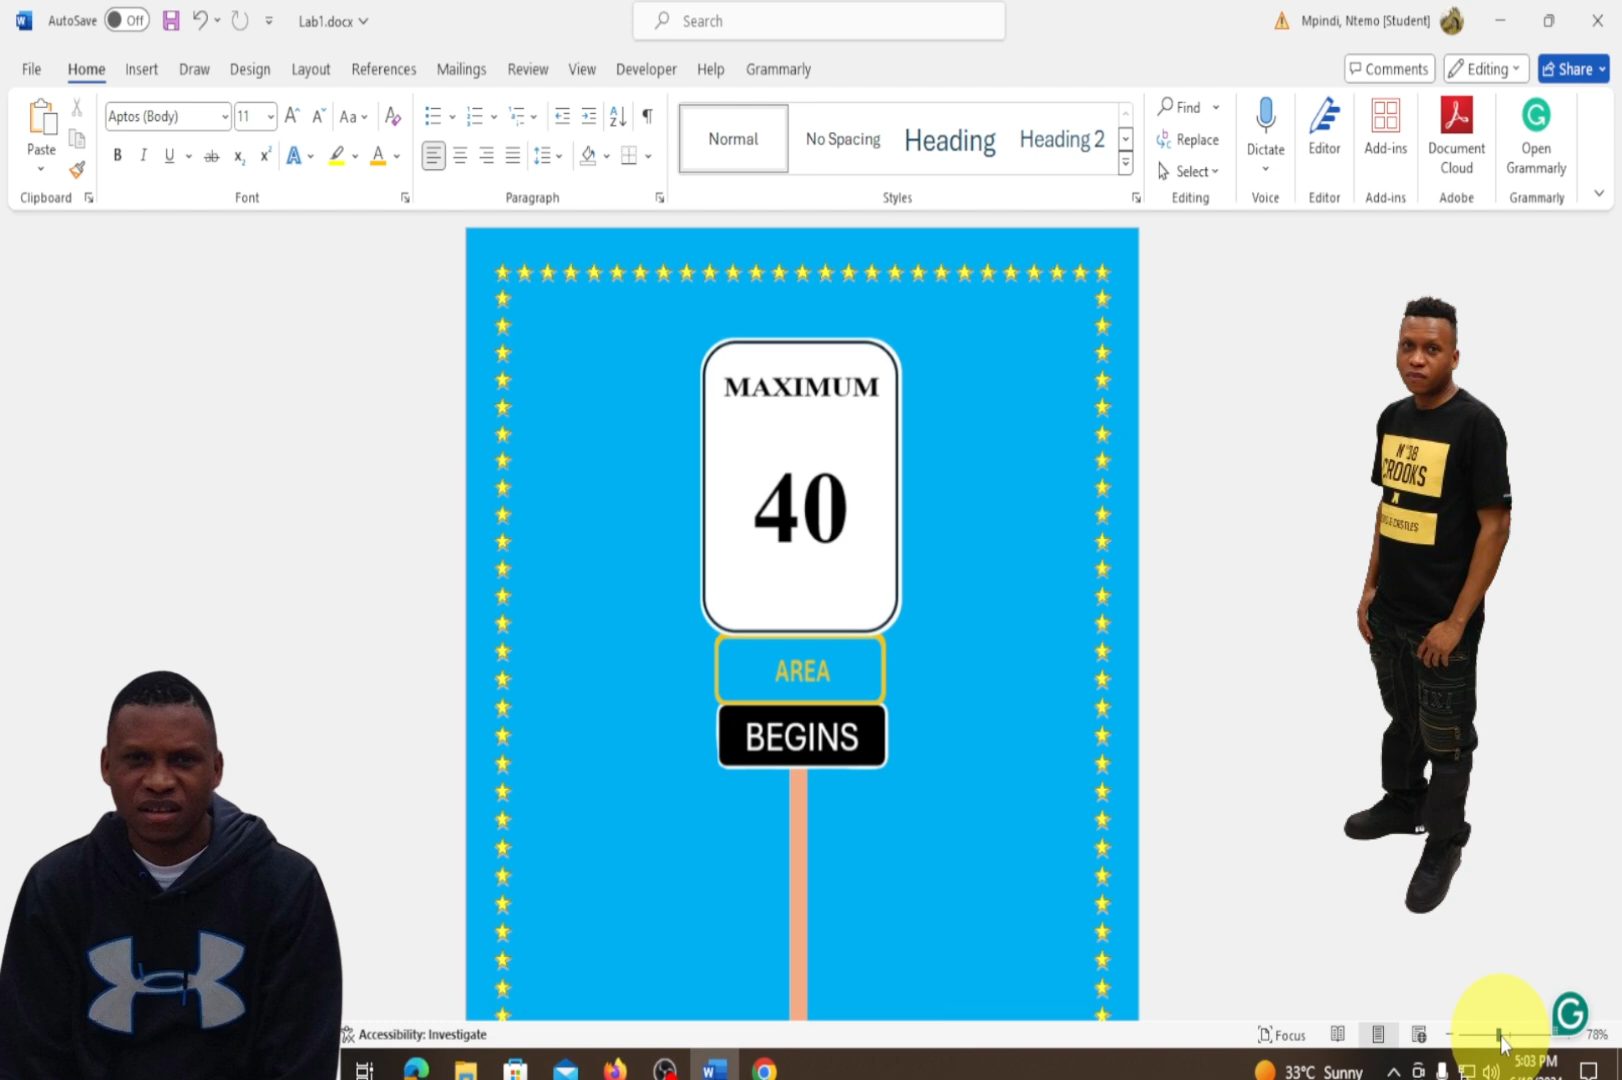 AutoSave Off Lab1.docx Search Mpindi, Ntemo [Student]
File Home Insert Draw Design Layout References Mailings Review View Developer Help Grammarly Comments Editing Share
Paste
Clipboard
Aptos (Body) 11
Font
Paragraph
Normal No Spacing Heading Heading 2
Styles
Find
Replace
Select
Editing
Dictate
Voice
Editor
Editor
Add-ins
Add-ins
Document
Cloud
Adobe
Open
Grammarly
Grammarly
MAXIMUM
40
AREA
BEGINS
CROOKS
Accessibility: Investigate Focus 78%
33°C Sunny 5:03 PM